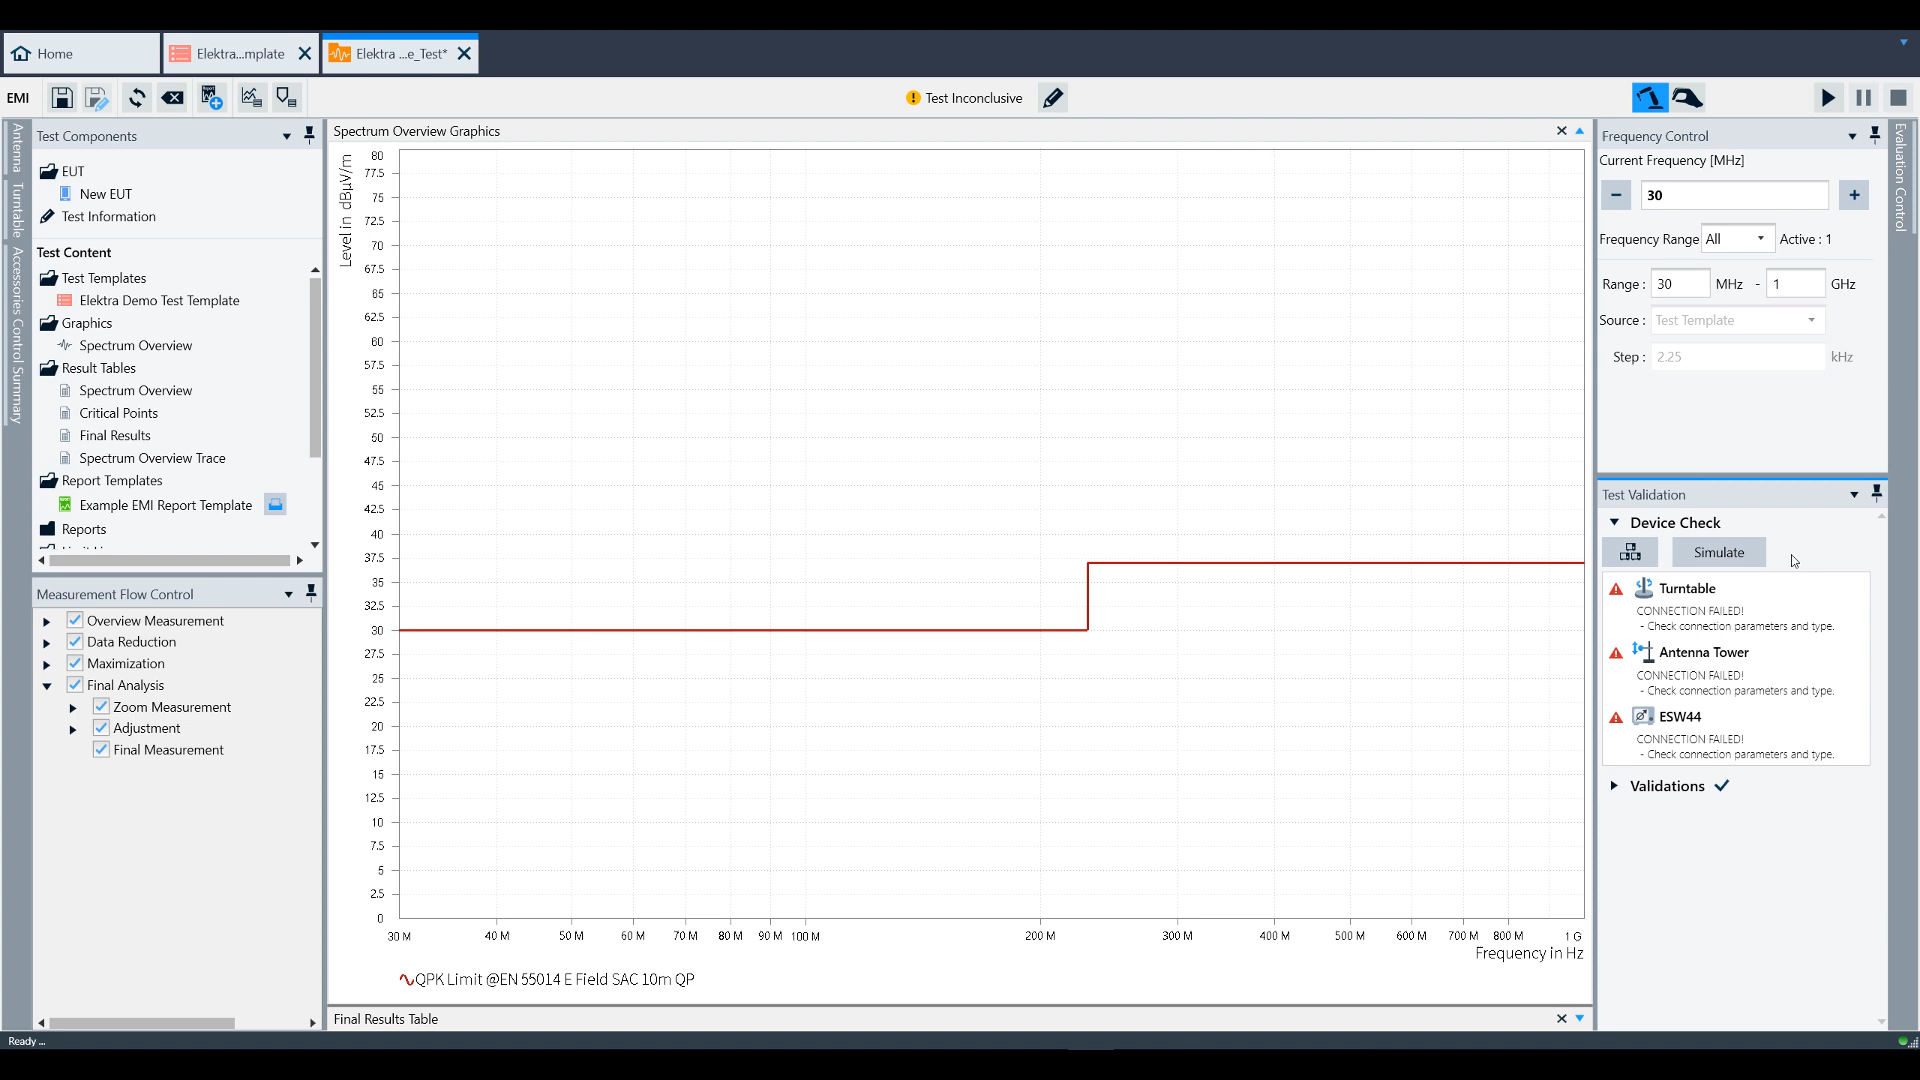 Home
Elektra...mplate
Elektra ...e_Test*
EMI
Test Inconclusive
Antenna
Turntable
Accessories Control
Summary
Test Components
EUT
New EUT
Test Information
Test Content
Test Templates
Elektra Demo Test Template
Graphics
Spectrum Overview
Result Tables
Spectrum Overview
Critical Points
Final Results
Spectrum Overview Trace
Report Templates
Example EMI Report Template
Reports
Measurement Flow Control
Overview Measurement
Data Reduction
Maximization
Final Analysis
Zoom Measurement
Adjustment
Final Measurement
Spectrum Overview Graphics
Level in dBµV/m
80
77.5
75
72.5
70
67.5
65
62.5
60
57.5
55
52.5
50
47.5
45
42.5
40
37.5
35
32.5
30
27.5
25
22.5
20
17.5
15
12.5
10
7.5
5
2.5
0
30 M 40 M 50 M 60 M 70 M 80 M 90 M 100 M 200 M 300 M 400 M 500 M 600 M 700 M 800 M 1 G
Frequency in Hz
QPK Limit @EN 55014 E Field SAC 10m QP
Final Results Table
Frequency Control
Current Frequency [MHz]
30
Frequency Range All Active : 1
Range : 30 MHz - 1 GHz
Source : Test Template
Step : 2.25 kHz
Test Validation
Device Check
Simulate
Turntable
CONNECTION FAILED!
- Check connection parameters and type.
Antenna Tower
CONNECTION FAILED!
- Check connection parameters and type.
ESW44
CONNECTION FAILED!
- Check connection parameters and type.
Validations
Evaluation Control
Ready ...